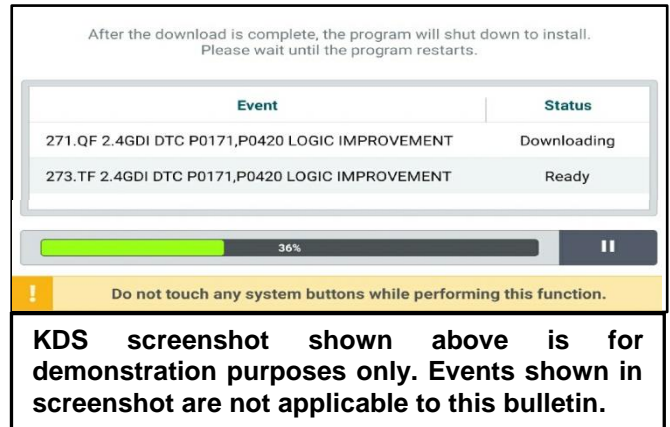 After the download is complete, the program will shut down to install.
Please wait until the program restarts.
Event Status
271.QF 2.4GDI DTC P0171,P0420 LOGIC IMPROVEMENT Downloading
273.TF 2.4GDI DTC P0171,P0420 LOGIC IMPROVEMENT Ready
36%
! Do not touch any system buttons while performing this function.
KDS screenshot shown above is for
demonstration purposes only. Events shown in
screenshot are not applicable to this bulletin.